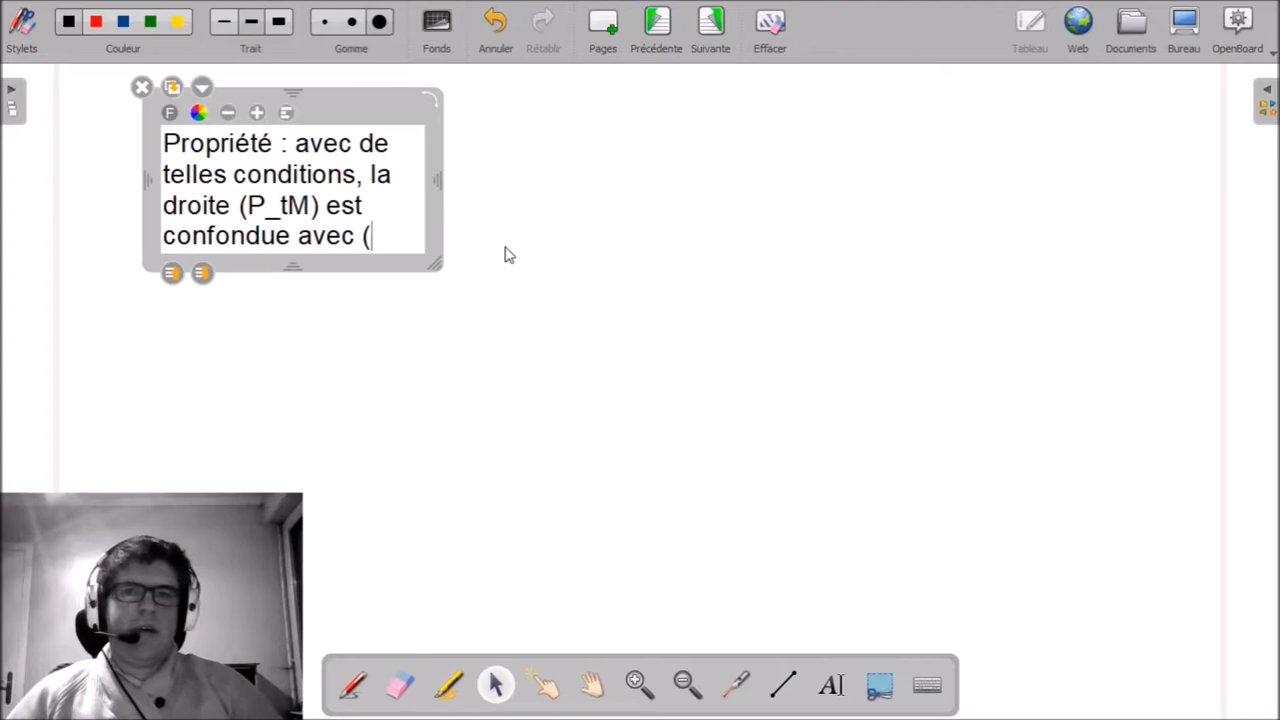 Stylets
Couleur
Trait
Gomme
Fonds
Annuler
Rétablir
Pages
Précédente
Suivante
Effacer
Tableau
Web
Documents
Bureau
OpenBoard
F
Propriété : avec de
telles conditions, la
droite (P_tM) est
confondue avec (
AI